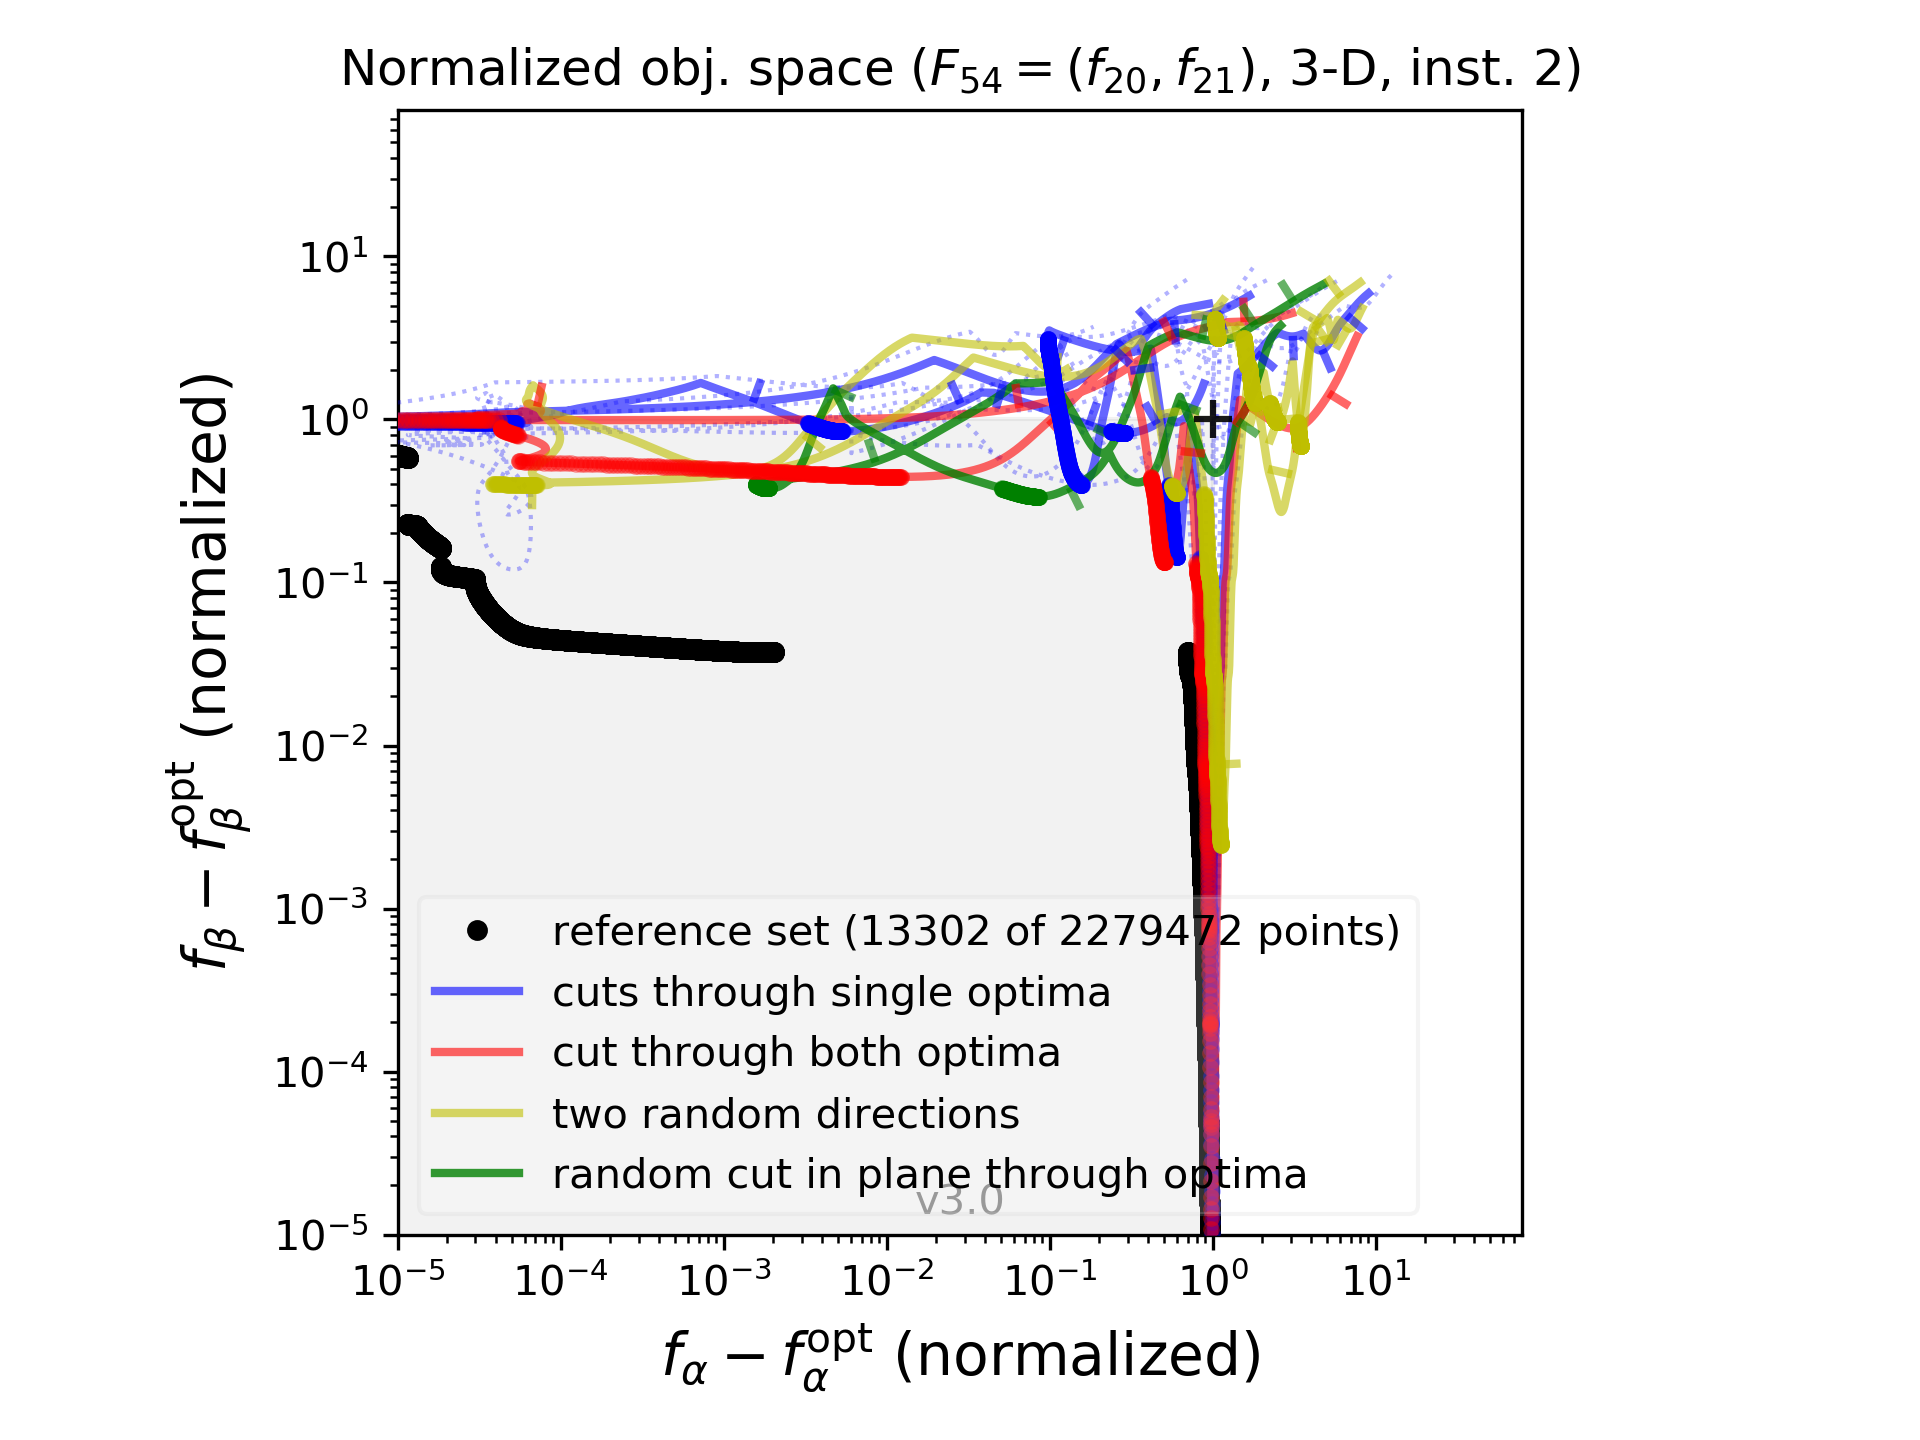 Normalized obj. space (F₅₄ = (f₂₀, f₂₁), 3-D, inst. 2)
10¹
10⁰
10⁻¹
10⁻²
10⁻³
10⁻⁴
10⁻⁵
f_β − f_β^opt (normalized)
reference set (13302 of 2279472 points)
cuts through single optima
cut through both optima
two random directions
random cut in plane through optima
v3.0
10⁻⁵ 10⁻⁴ 10⁻³ 10⁻² 10⁻¹ 10⁰ 10¹
f_α − f_α^opt (normalized)